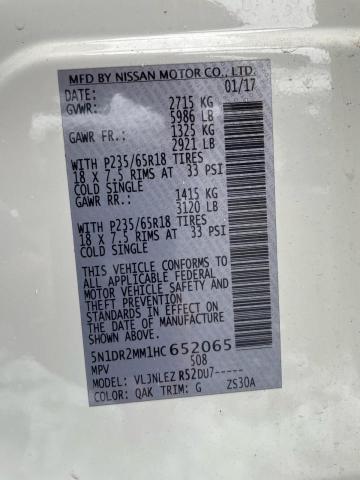 MFD BY NISSAN MOTOR CO., LTD.
DATE: 01/17
GVWR: 2715 KG
5986 LB
GAWR FR.: 1325 KG
2921 LB
WITH P235/65R18 TIRES
18 X 7.5 RIMS AT 33 PSI
COLD SINGLE
GAWR RR.: 1415 KG
3120 LB
WITH P235/65R18 TIRES
18 X 7.5 RIMS AT 33 PSI
COLD SINGLE
THIS VEHICLE CONFORMS TO
ALL APPLICABLE FEDERAL
MOTOR VEHICLE SAFETY AND
THEFT PREVENTION
STANDARDS IN EFFECT ON
THE DATE OF MANUFACTURE
SHOWN ABOVE.
5N1DR2MM1HC652065
MPV 508
MODEL: VLJNLEZ R52DU7-----
COLOR: QAK TRIM: G ZS30A